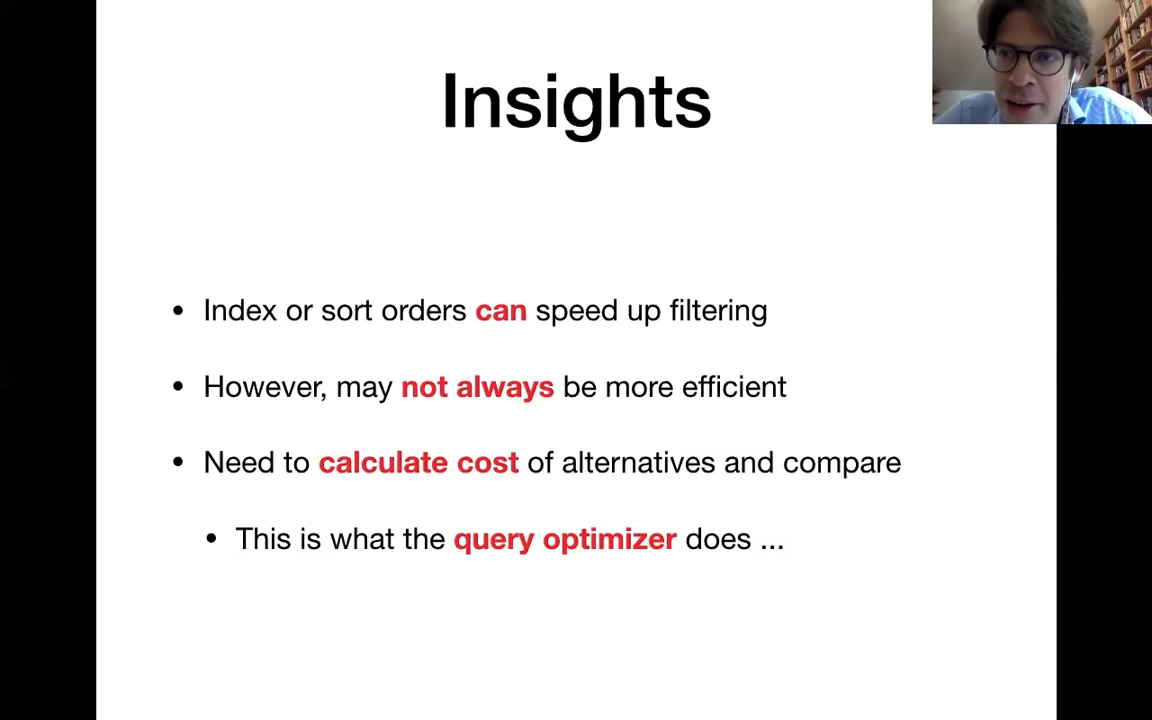 Insights
• Index or sort orders can speed up filtering
• However, may not always be more efficient
• Need to calculate cost of alternatives and compare
• This is what the query optimizer does ...